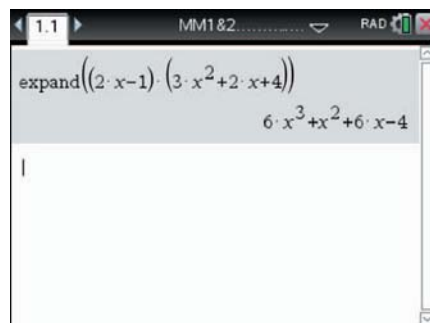 1.1 MM1&2............. RAD
expand((2·x-1)·(3·x²+2·x+4))
6·x³+x²+6·x-4